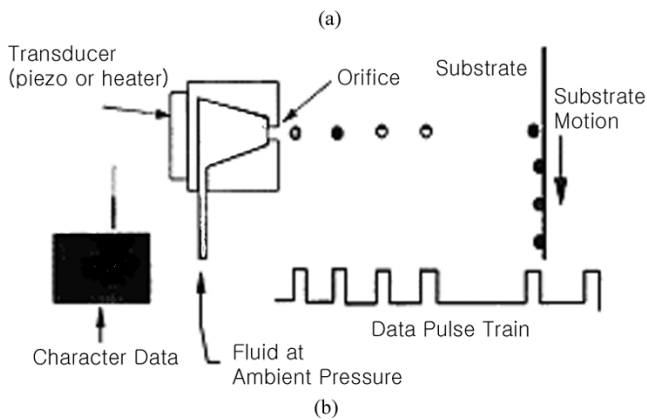 (a)
Transducer
(piezo or heater)
Orifice
Substrate
Substrate
Motion
Data Pulse Train
Character Data
Fluid at
Ambient Pressure
(b)